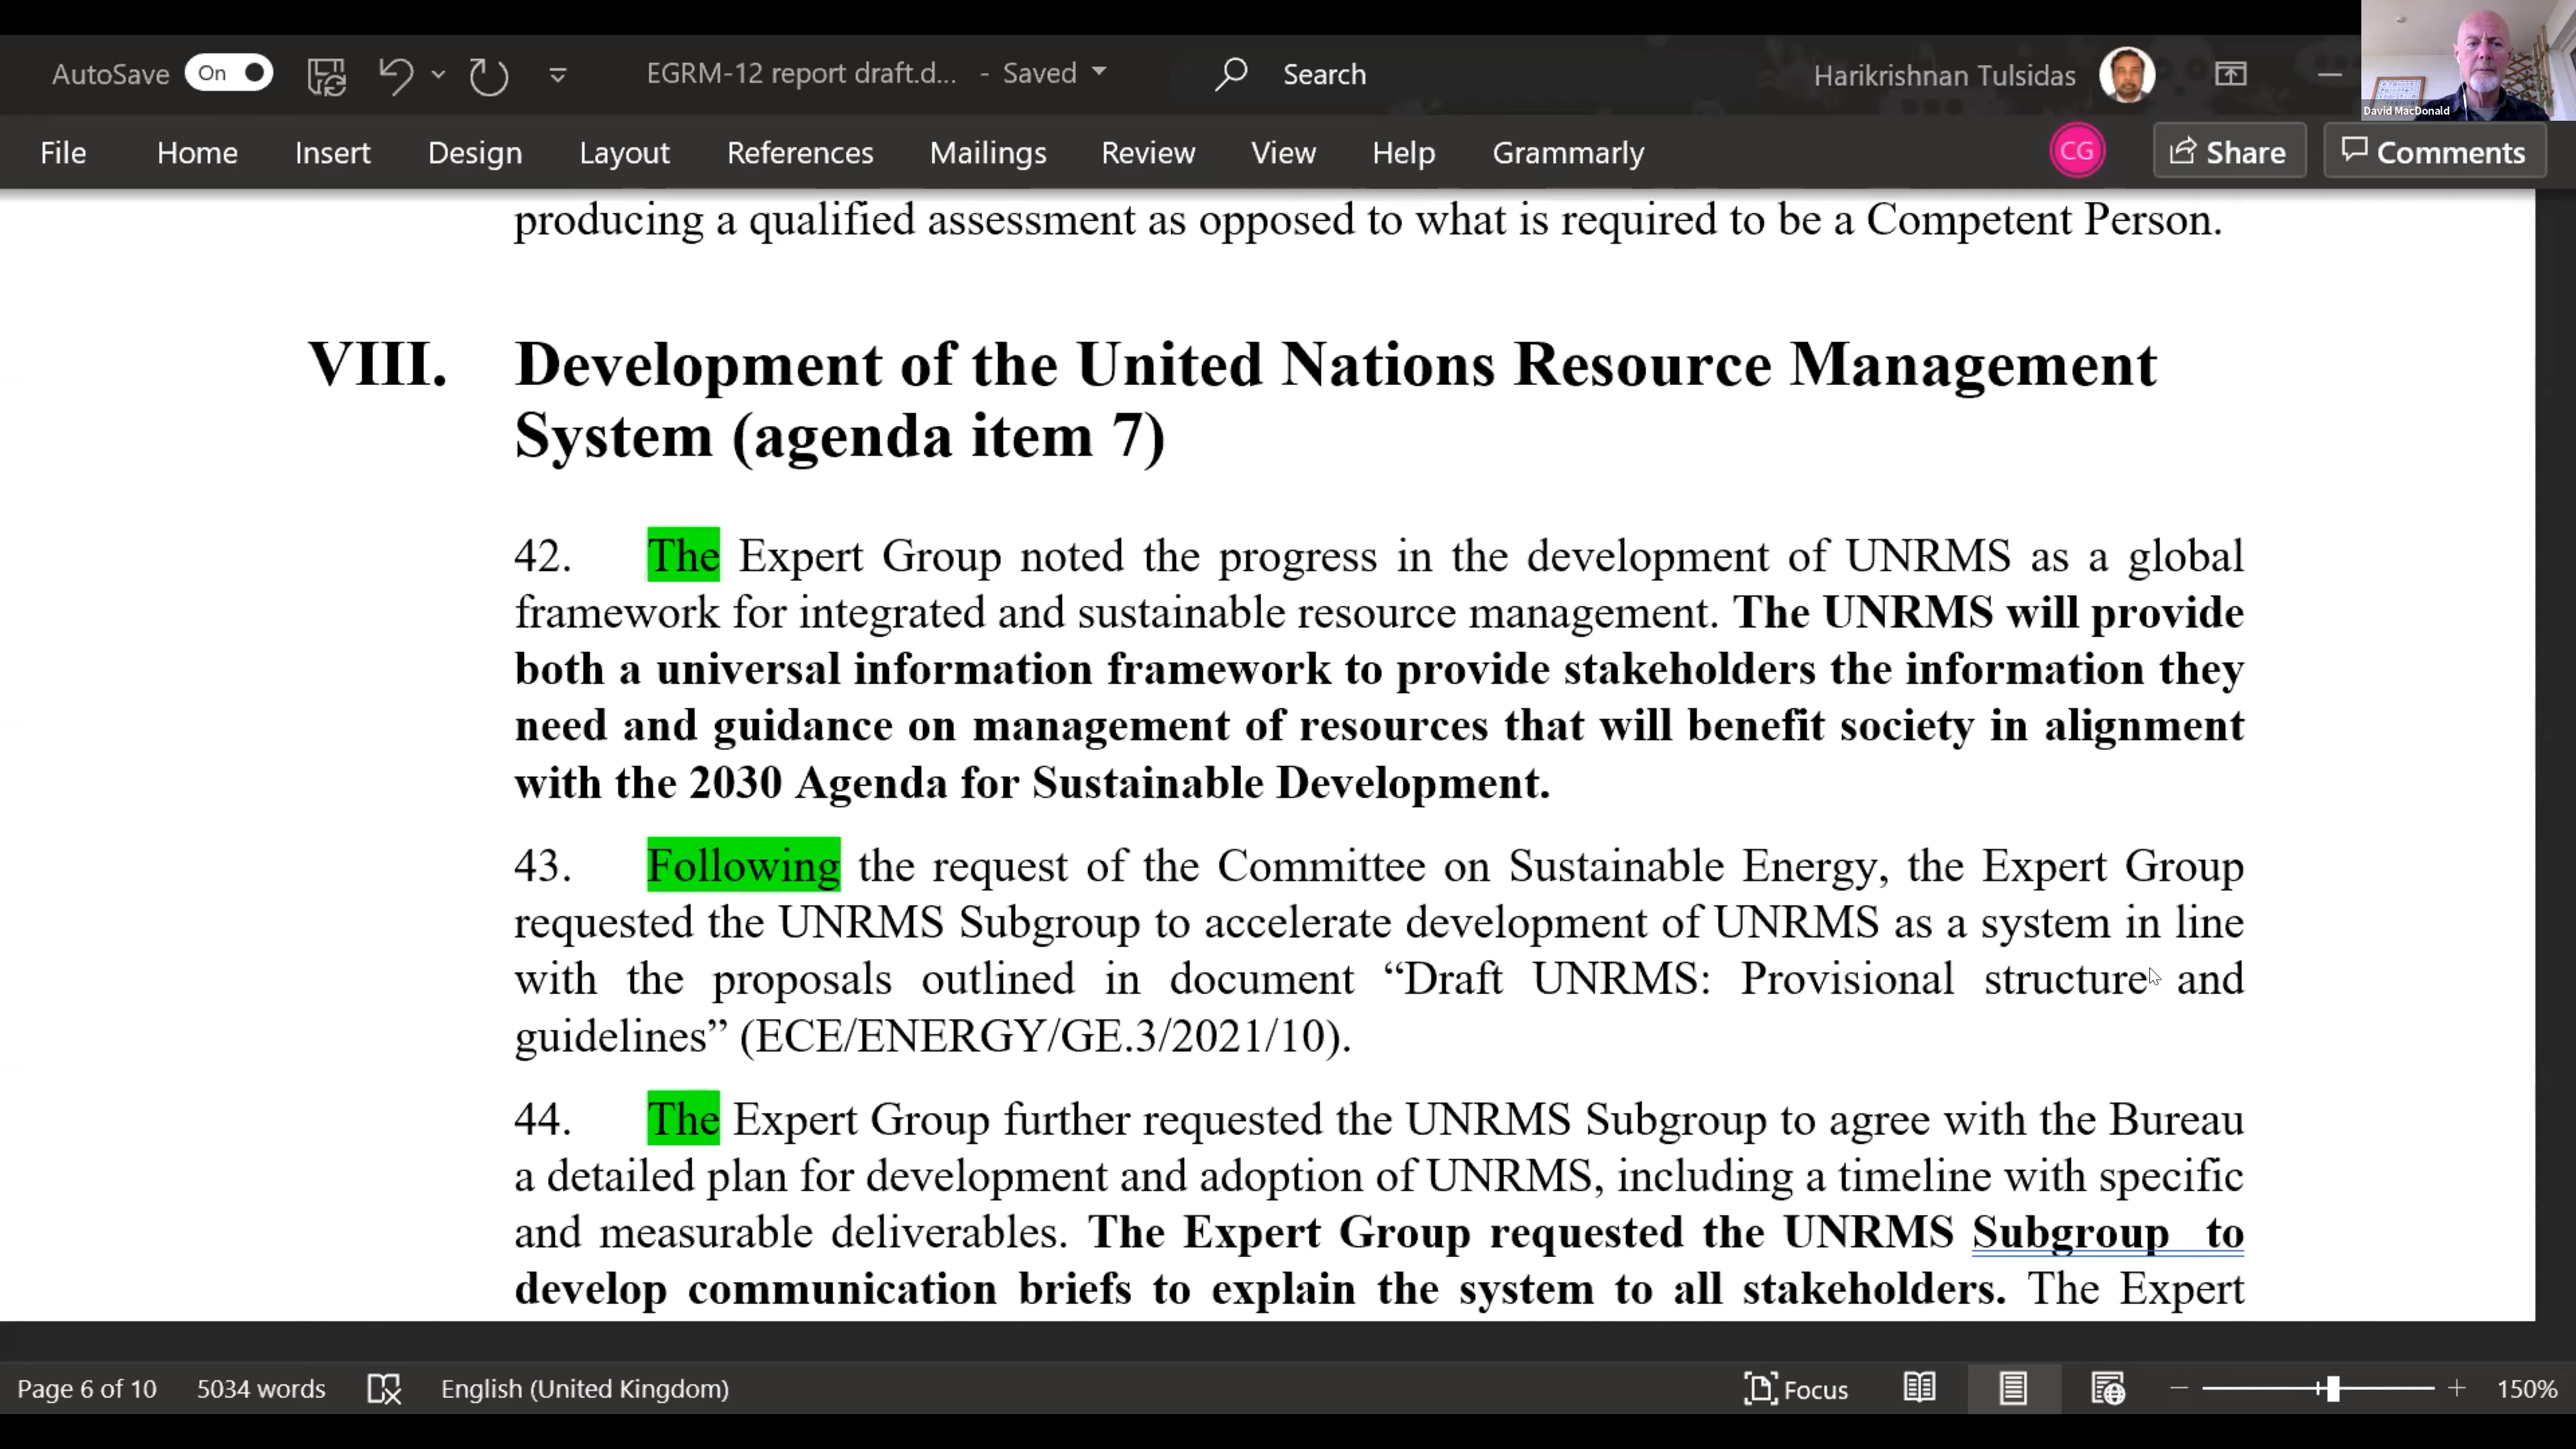 AutoSave On EGRM-12 report draft.d... - Saved Search Harikrishnan Tulsidas
David MacDonald
File Home Insert Design Layout References Mailings Review View Help Grammarly CG Share Comments
producing a qualified assessment as opposed to what is required to be a Competent Person.
VIII. Development of the United Nations Resource Management
System (agenda item 7)
42. The Expert Group noted the progress in the development of UNRMS as a global
framework for integrated and sustainable resource management. The UNRMS will provide
both a universal information framework to provide stakeholders the information they
need and guidance on management of resources that will benefit society in alignment
with the 2030 Agenda for Sustainable Development.
43. Following the request of the Committee on Sustainable Energy, the Expert Group
requested the UNRMS Subgroup to accelerate development of UNRMS as a system in line
with the proposals outlined in document “Draft UNRMS: Provisional structure and
guidelines” (ECE/ENERGY/GE.3/2021/10).
44. The Expert Group further requested the UNRMS Subgroup to agree with the Bureau
a detailed plan for development and adoption of UNRMS, including a timeline with specific
and measurable deliverables. The Expert Group requested the UNRMS Subgroup to
develop communication briefs to explain the system to all stakeholders. The Expert
Page 6 of 10 5034 words English (United Kingdom) Focus 150%